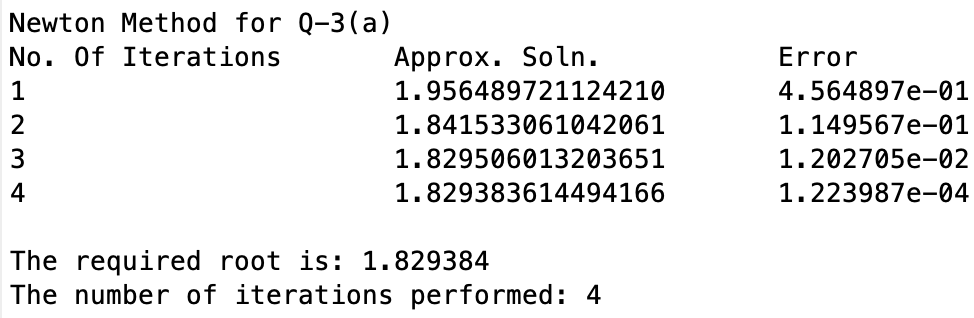 Newton Method for Q-3(a)
No. Of Iterations Approx. Soln. Error
1 1.956489721124210 4.564897e-01
2 1.841533061042061 1.149567e-01
3 1.829506013203651 1.202705e-02
4 1.829383614494166 1.223987e-04
The required root is: 1.829384
The number of iterations performed: 4